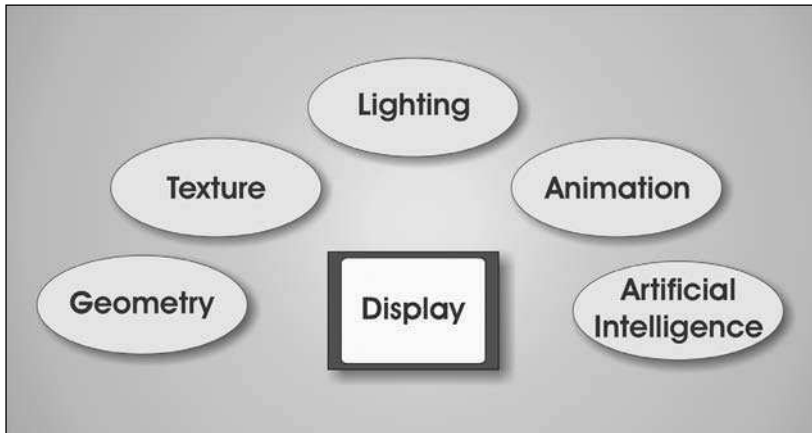 Lighting
Texture
Animation
Geometry
Display
Artificial
Intelligence